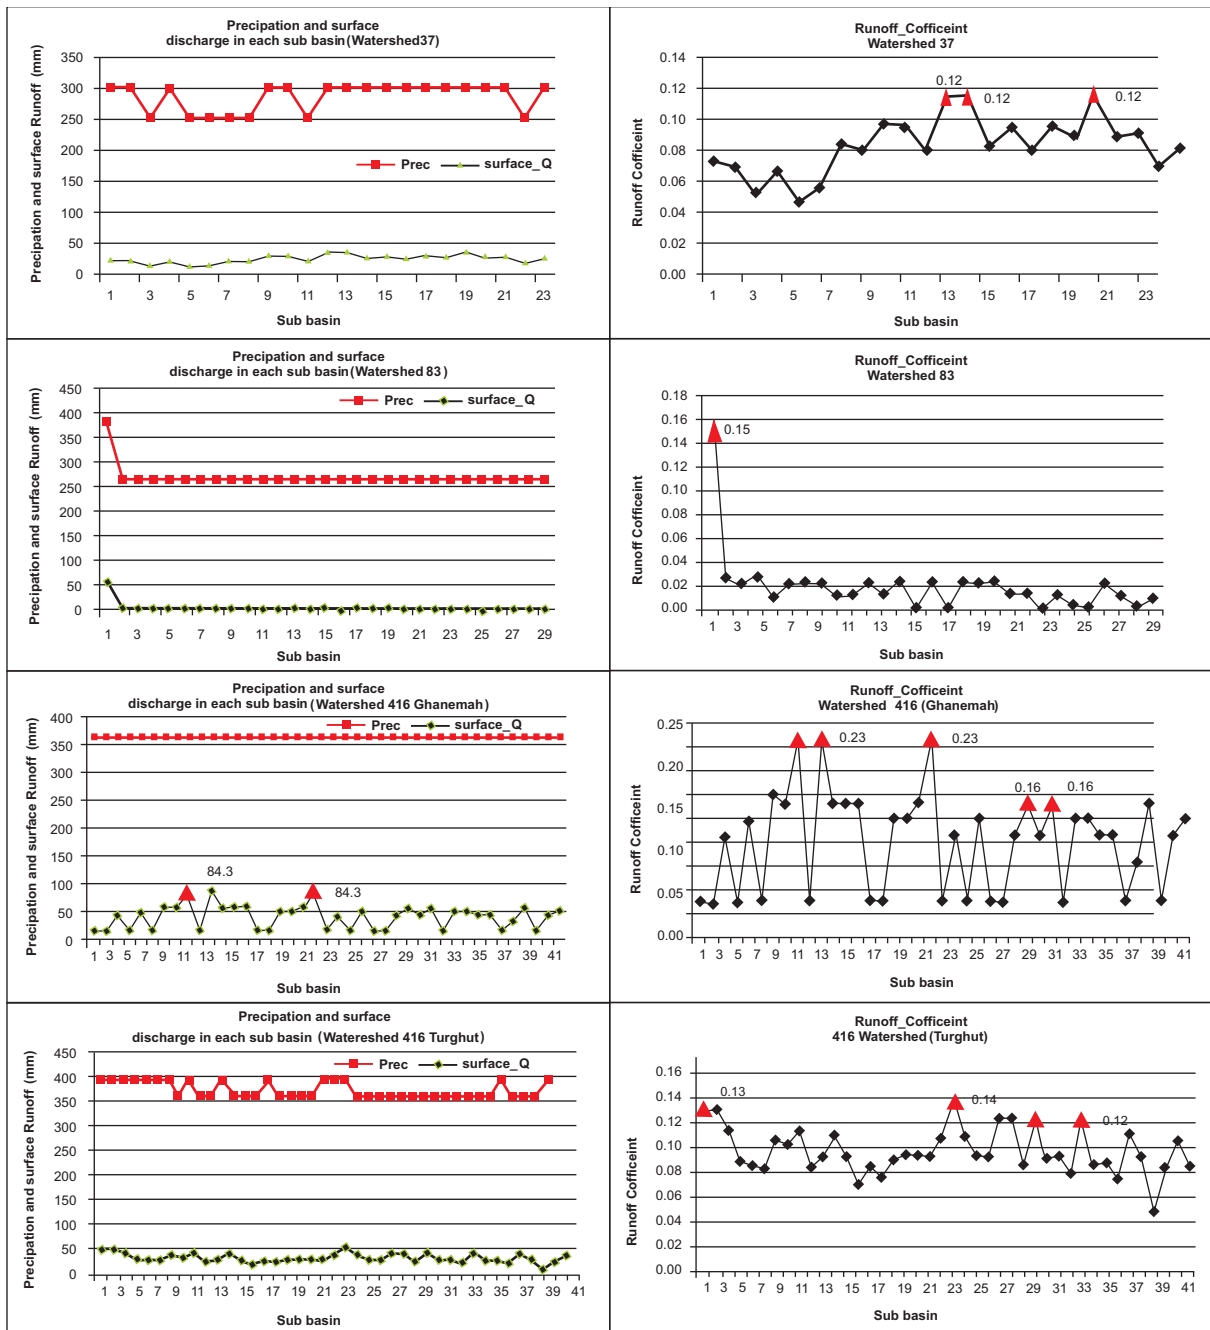 Precipation and surface
discharge in each sub basin (Watershed37)
Precipation and surface Runoff (mm)
350
300
250
200
150
100
50
0
Prec
surface_Q
1 3 5 7 9 11 13 15 17 19 21 23
Sub basin
Runoff_Cofficeint
Watershed 37
Runoff Cofficeint
0.14
0.12
0.10
0.08
0.06
0.04
0.02
0.00
0.12
0.12
0.12
1 3 5 7 9 11 13 15 17 19 21 23
Sub basin
Precipation and surface
discharge in each sub basin (Watershed 83)
Precipation and surface Runoff (mm)
450
400
350
300
250
200
150
100
50
0
Prec
surface_Q
1 3 5 7 9 11 13 15 17 19 21 23 25 27 29
Sub basin
Runoff_Cofficeint
Watershed 83
Runoff Cofficeint
0.18
0.16
0.14
0.12
0.10
0.08
0.06
0.04
0.02
0.00
0.15
1 3 5 7 9 11 13 15 17 19 21 23 25 27 29
Sub basin
Precipation and surface
discharge in each sub basin (Watershed 416 Ghanemah)
Precipation and surface Runoff (mm)
400
350
300
250
200
150
100
50
0
Prec
surface_Q
84.3
84.3
1 3 5 7 9 11 13 15 17 19 21 23 25 27 29 31 33 35 37 39 41
Sub basin
Runoff_Cofficeint
Watershed 416 (Ghanemah)
Runoff Cofficeint
0.25
0.20
0.15
0.10
0.05
0.00
0.23
0.23
0.16
0.16
1 3 5 7 9 11 13 15 17 19 21 23 25 27 29 31 33 35 37 39 41
Sub basin
Precipation and surface
discharge in each sub basin (Watereshed 416 Turghut)
Precipation and surface Runoff (mm)
450
400
350
300
250
200
150
100
50
0
Prec
surface_Q
1 3 5 7 9 11 13 15 17 19 21 23 25 27 29 31 33 35 37 39 40 41
Sub basin
Runoff_Cofficeint
416 Watershed (Turghut)
Runoff Cofficeint
0.16
0.14
0.12
0.10
0.08
0.06
0.04
0.02
0.00
0.13
0.14
0.12
1 3 5 7 9 11 13 15 17 19 21 23 25 27 29 31 33 35 37 39 41
Sub basin